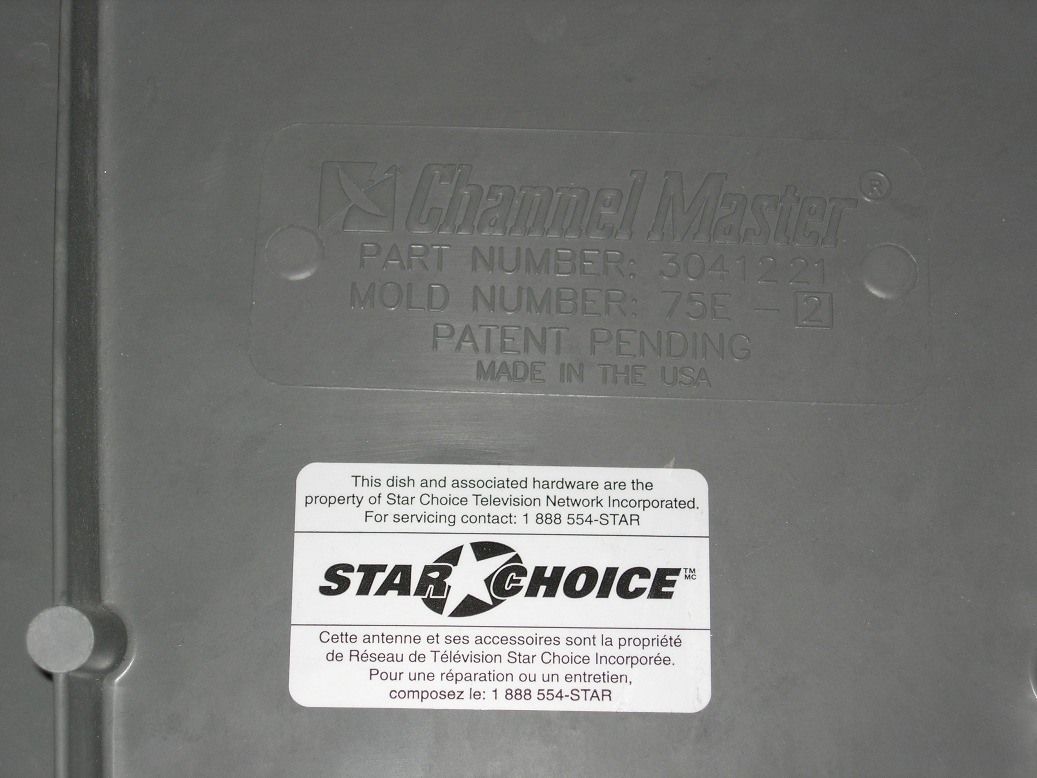 Channel Master®
PART NUMBER: 3041221
MOLD NUMBER: 75E - 2
PATENT PENDING
MADE IN THE USA
This dish and associated hardware are the
property of Star Choice Television Network Incorporated.
For servicing contact: 1 888 554-STAR
STAR CHOICE TM MC
Cette antenne et ses accessoires sont la propriété
de Réseau de Télévision Star Choice Incorporée.
Pour une réparation ou un entretien,
composez le: 1 888 554-STAR